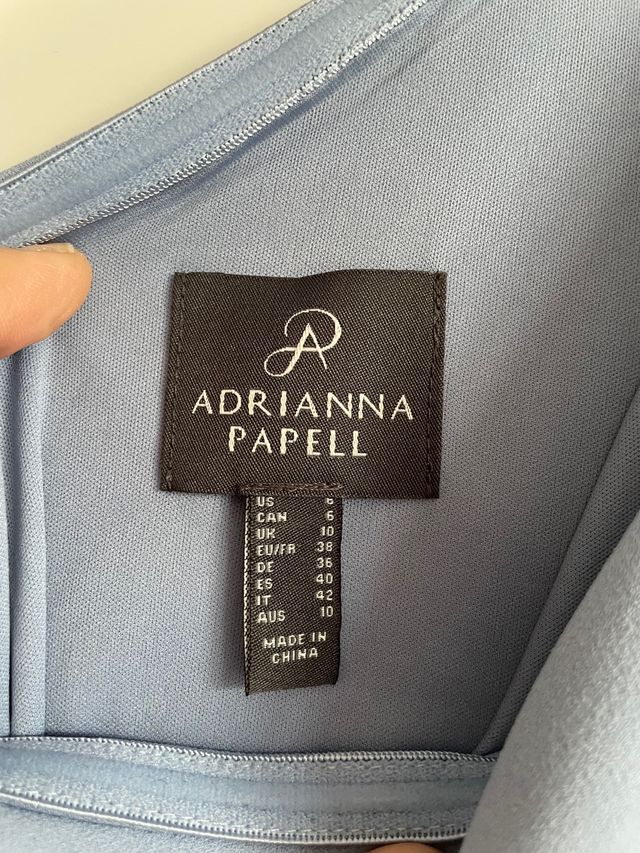 ADRIANNA
PAPELL
US 6
CAN 6
UK 10
EU/FR 38
DE 36
ES 40
IT 42
AUS 10
MADE IN
CHINA